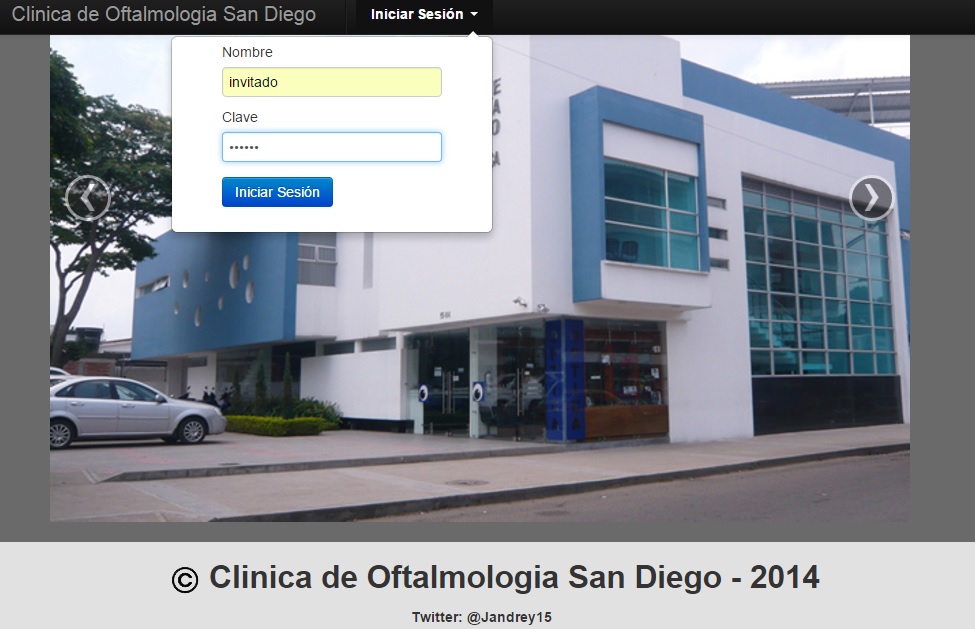 Clinica de Oftalmologia San Diego
Iniciar Sesión
Nombre
invitado
Clave
••••••
Iniciar Sesión
© Clinica de Oftalmologia San Diego - 2014
Twitter: @Jandrey15